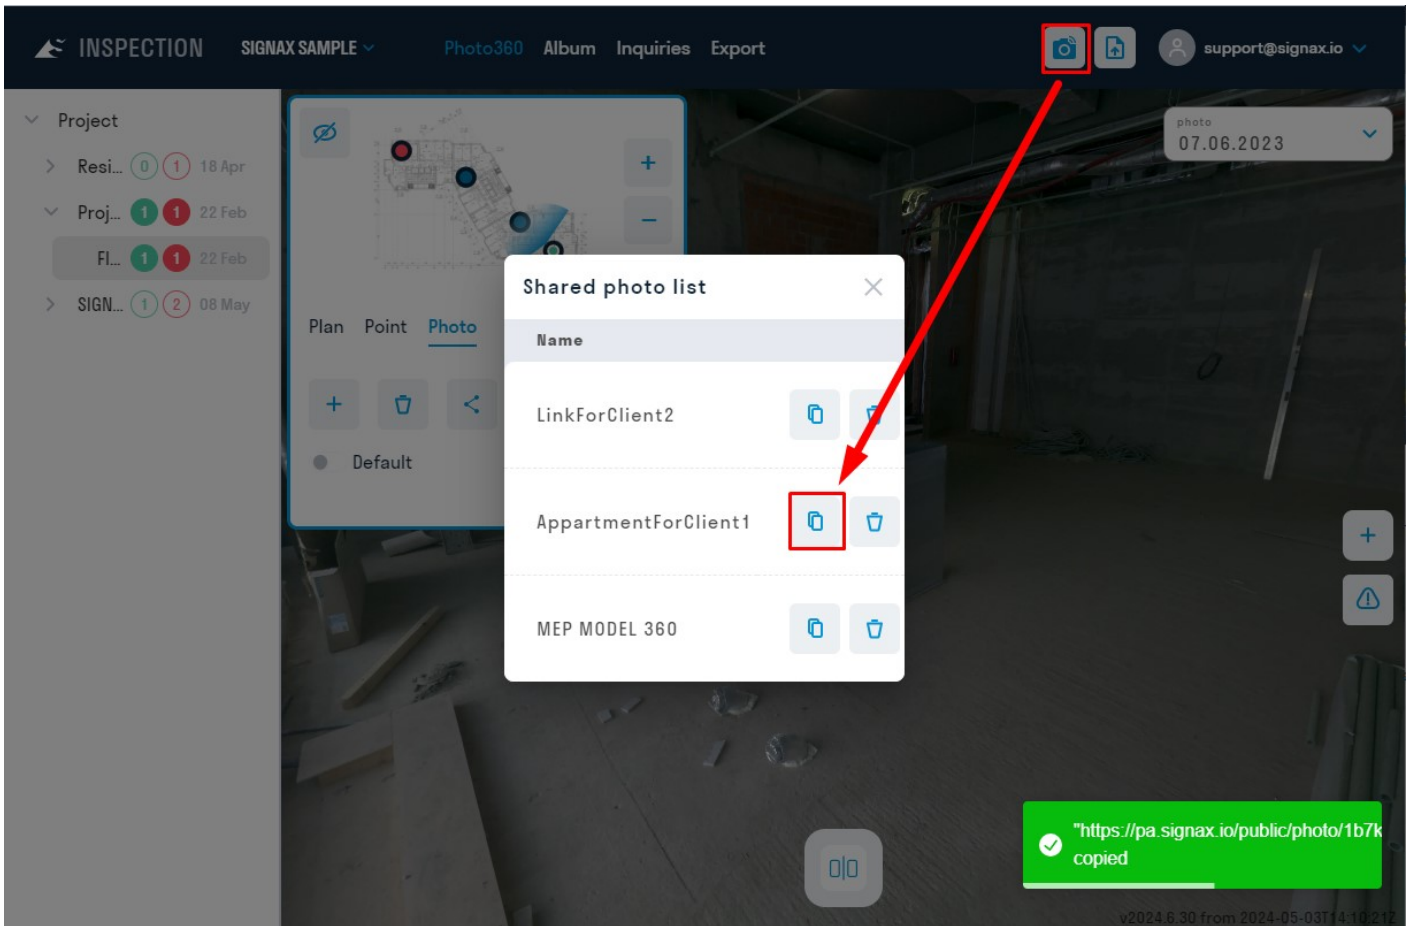 INSPECTION SIGNAX SAMPLE Photo360 Album Inquiries Export support@signax.io
Project
Resi... 0 1 18 Apr
Proj... 1 1 22 Feb
Fl... 1 1 22 Feb
SIGN... 1 2 08 May
Plan Point Photo
Default
photo
07.06.2023
Shared photo list
Name
LinkForClient2
AppartmentForClient1
MEP MODEL 360
"https://pa.signax.io/public/photo/1b7k
copied
v2024.6.30 from 2024-05-03T14:10:21Z